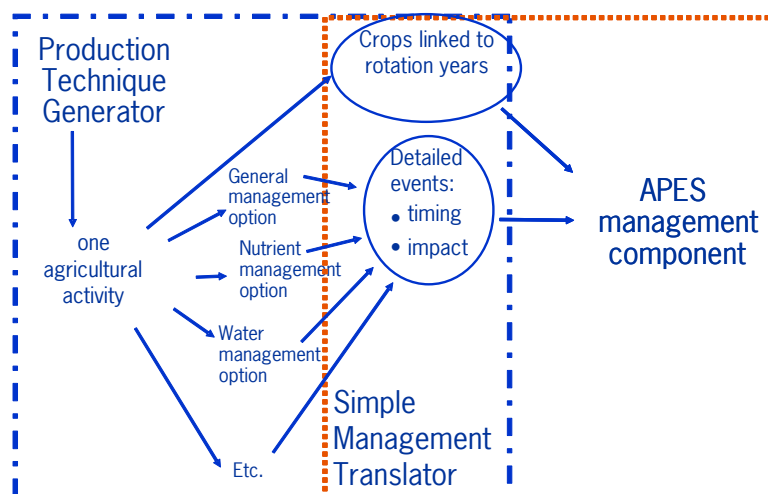 Production
Technique
Generator
Crops linked to
rotation years
Detailed
events:
• timing
• impact
General
management
option
Nutrient
management
option
Water
management
option
Etc.
one
agricultural
activity
APES
management
component
Simple
Management
Translator